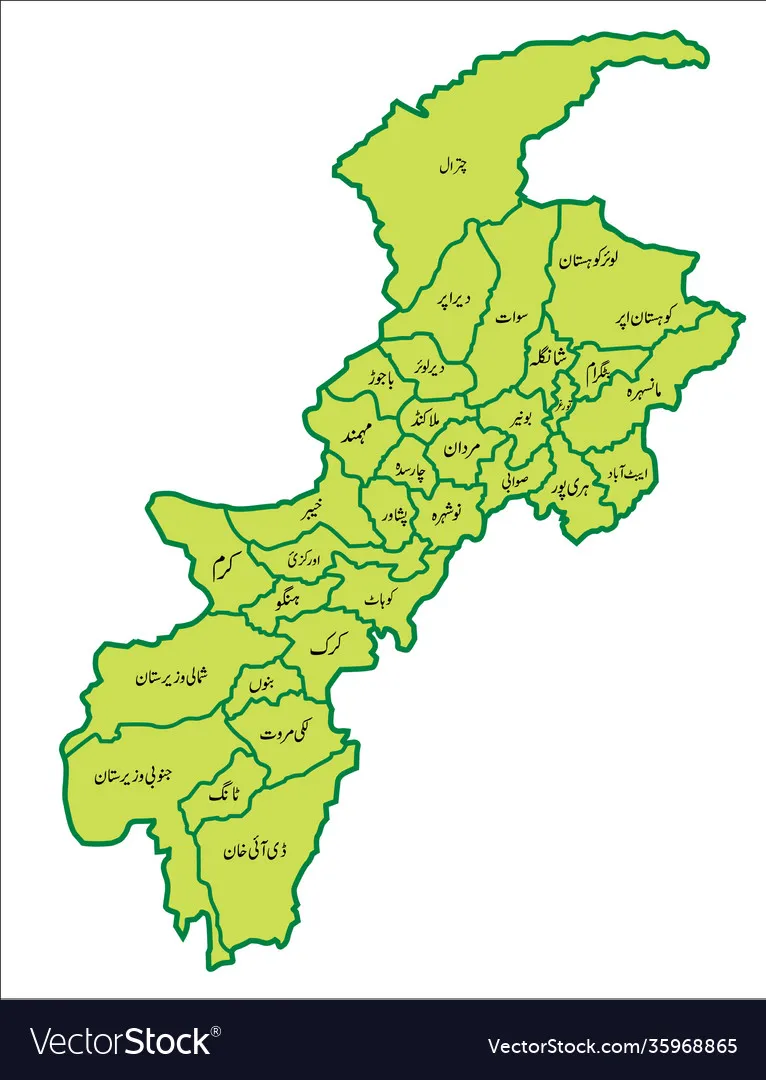 چترال
لوئر کوہستان
دیر اپر
سوات
کوہستان اپر
شانگلہ
دیر لوئر
بٹگرام
باجوڑ
مانسہرہ
تورغر
ملاکنڈ
بونیر
مہمند
مردان
چارسدہ
صوابی
ایبٹ آباد
ہری پور
خیبر
پشاور
نوشہرہ
اورکزئ
کرم
ہنگو
کوہاٹ
کرک
شمالی وزیرستان
بنوں
لکی مروت
جنوبی وزیرستان
ٹانگ
ڈی آئی خان
VectorStock®
VectorStock.com/35968865